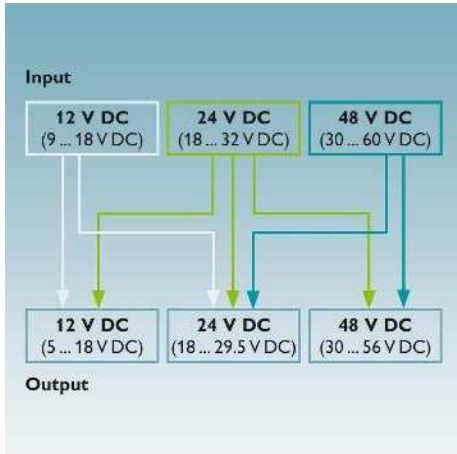 Input
12 V DC
(9 ... 18 V DC)
24 V DC
(18 ... 32 V DC)
48 V DC
(30 ... 60 V DC)
12 V DC
(5 ... 18 V DC)
24 V DC
(18 ... 29.5 V DC)
48 V DC
(30 ... 56 V DC)
Output